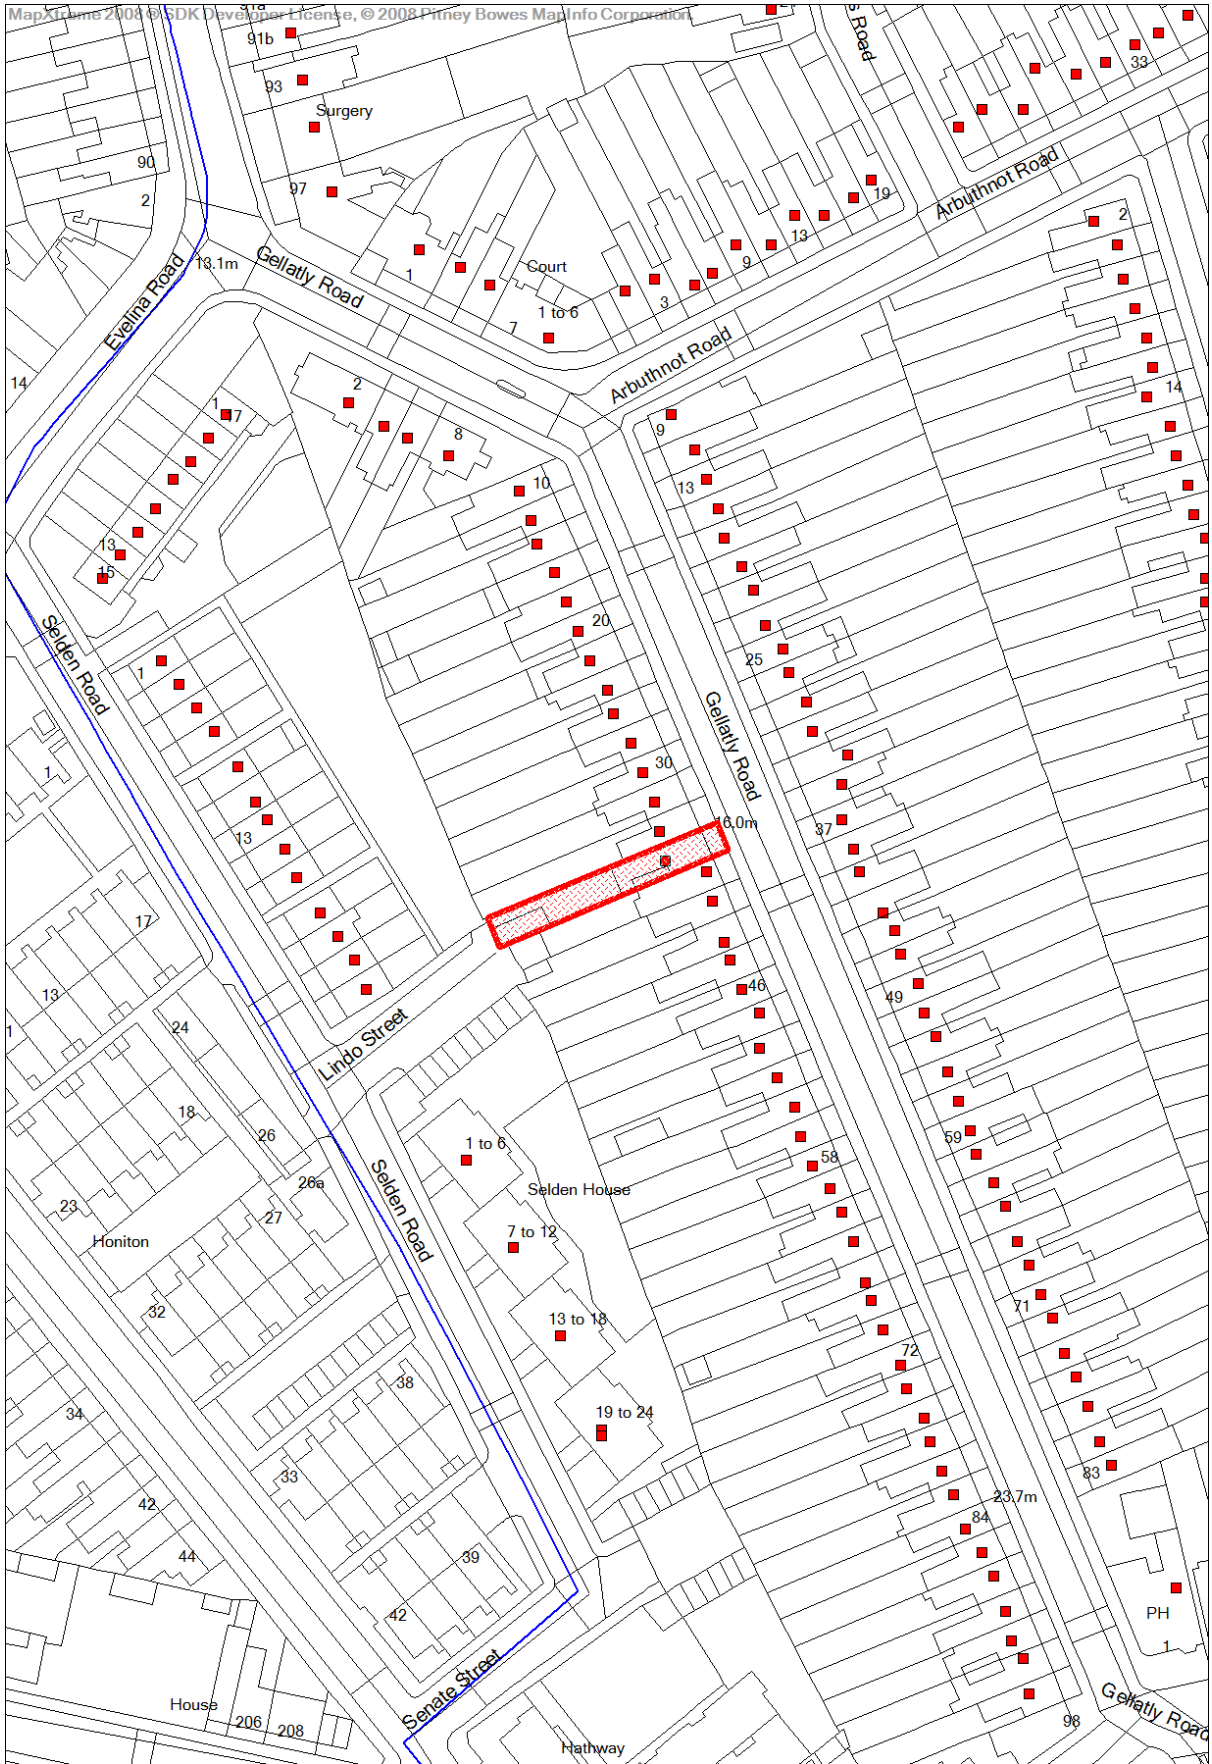 MapXtreme 2008 ® SDK Developer License, © 2008 Pitney Bowes MapInfo Corporation.
91a
91b
93
Surgery
97
90
2
s Road
33
19
Arbuthnot Road
13
9
3
2
13.1m
Evelina Road
Gellatly Road
1
Court
1 to 6
7
Arbuthnot Road
14
14
2
8
1
17
10
9
13
13
15
20
25
Selden Road
1
1
Gellatly Road
30
16.0m
37
13
17
13
1
46
49
24
Lindo Street
18
26
1 to 6
59
58
26a
Selden House
23
27
Selden Road
7 to 12
Honiton
32
13 to 18
71
72
38
34
19 to 24
33
83
42
23.7m
84
44
39
42
PH
1
Senate Street
House
206
208
Hathway
98
Gellatly Road